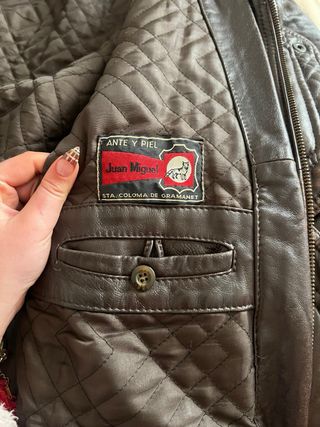 ANTE Y PIEL
Juan Miguel
STA. COLOMA DE GRAMANET